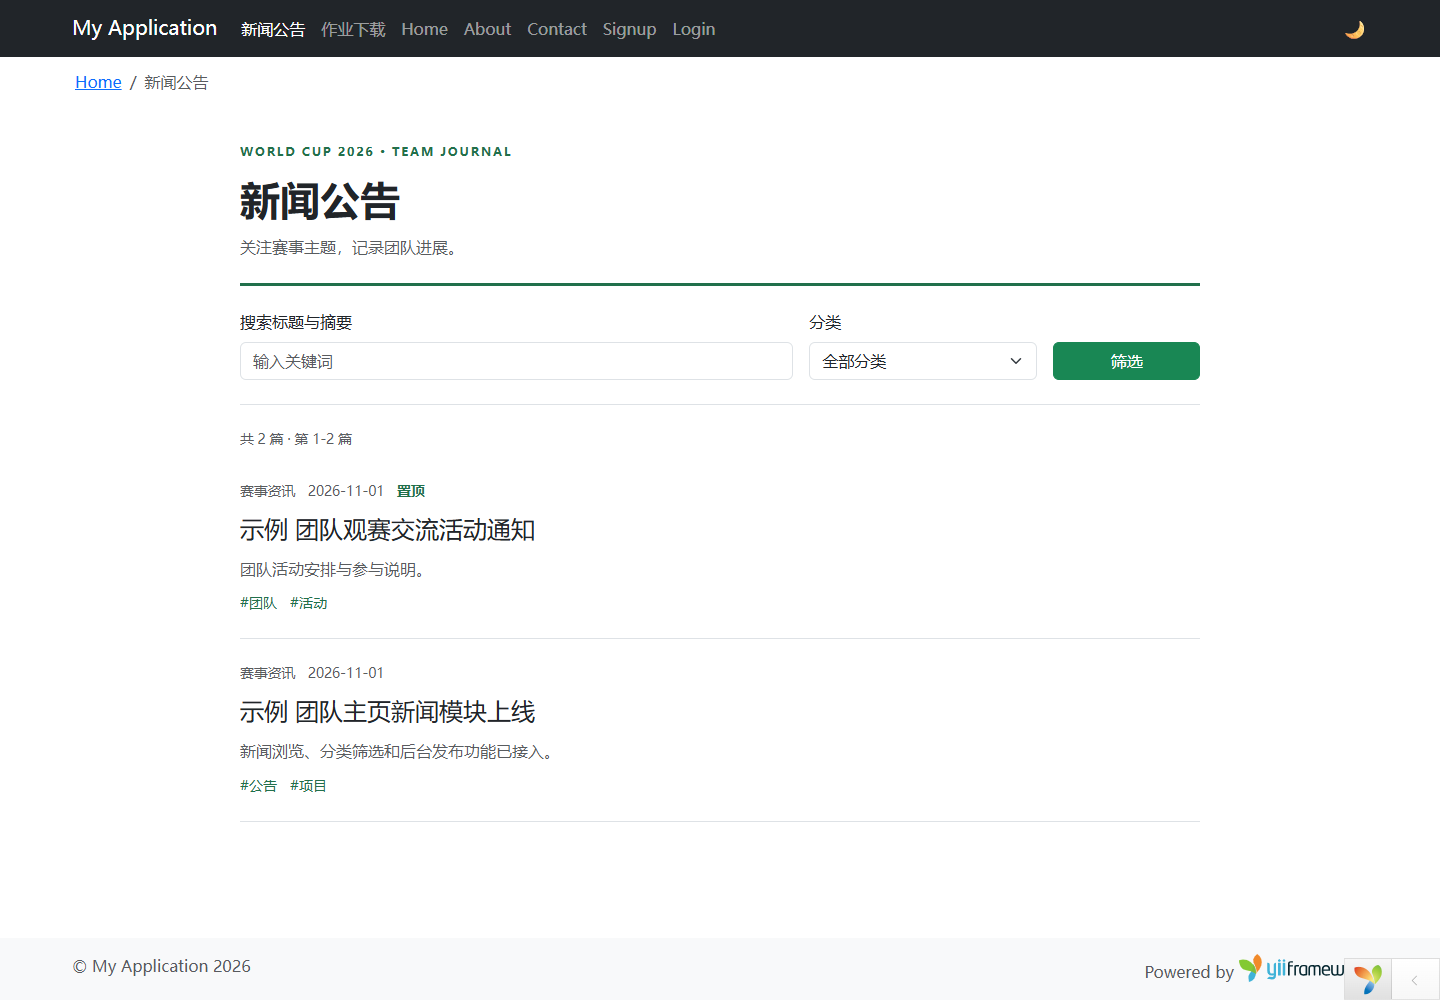 My Application 新闻公告 作业下载 Home About Contact Signup Login
Home / 新闻公告
WORLD CUP 2026 • TEAM JOURNAL
新闻公告
关注赛事主题，记录团队进展。
搜索标题与摘要 分类
输入关键词 全部分类 筛选
共 2 篇 · 第 1-2 篇
赛事资讯 2026-11-01 置顶
示例 团队观赛交流活动通知
团队活动安排与参与说明。
#团队 #活动
赛事资讯 2026-11-01
示例 团队主页新闻模块上线
新闻浏览、分类筛选和后台发布功能已接入。
#公告 #项目
© My Application 2026 Powered by yiiframew